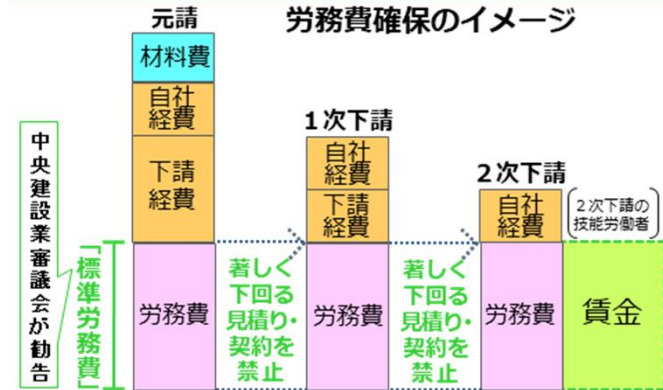 労務費確保のイメージ
元請
材料費
自社
経費
下請
経費
労務費
中央建設業審議会が勧告
「標準労務費」
著しく
下回る
見積り・
契約を
禁止
1次下請
自社
経費
下請
経費
労務費
著しく
下回る
見積り・
契約を
禁止
2次下請
自社
経費
労務費
2次下請の
技能労働者
賃金